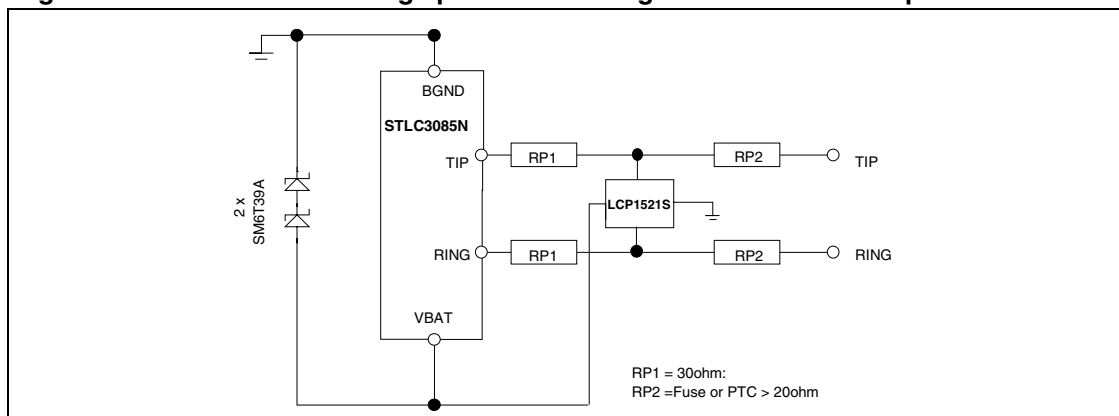 BGND
STLC3085N
TIP
RP1
RP2
TIP
2 x
SM6T39A
LCP1521S
RING
RP1
RP2
RING
VBAT
RP1 = 30ohm:
RP2 =Fuse or PTC > 20ohm